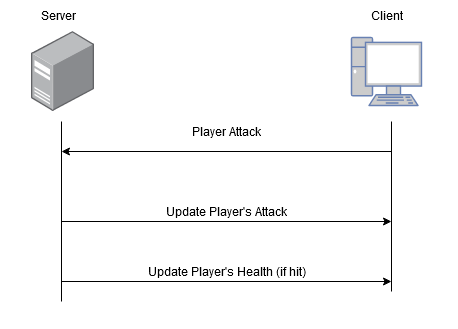 Server
Client
Player Attack
Update Player's Attack
Update Player's Health (if hit)